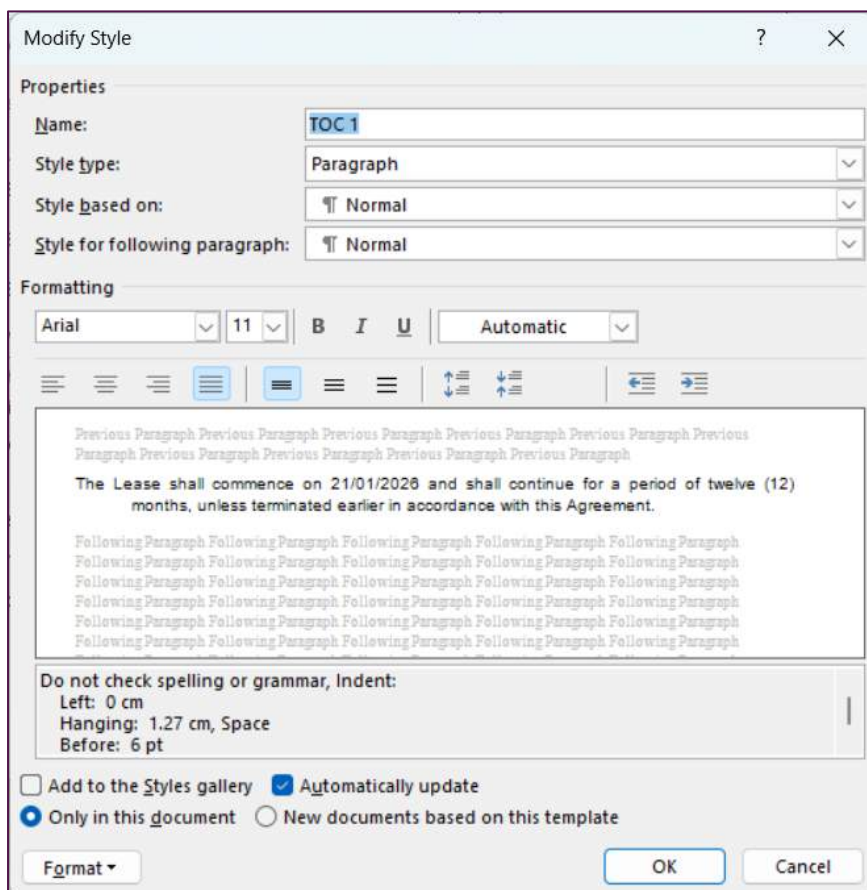 Modify Style ?
Properties
Name: TOC 1
Style type: Paragraph
Style based on: ¶ Normal
Style for following paragraph: ¶ Normal
Formatting
Arial 11 B I U Automatic
Previous Paragraph Previous Paragraph Previous Paragraph Previous Paragraph Previous Paragraph Previous
Paragraph Previous Paragraph Previous Paragraph Previous Paragraph Previous Paragraph
The Lease shall commence on 21/01/2026 and shall continue for a period of twelve (12)
months, unless terminated earlier in accordance with this Agreement.
Following Paragraph Following Paragraph Following Paragraph Following Paragraph Following Paragraph
Following Paragraph Following Paragraph Following Paragraph Following Paragraph Following Paragraph
Following Paragraph Following Paragraph Following Paragraph Following Paragraph Following Paragraph
Following Paragraph Following Paragraph Following Paragraph Following Paragraph Following Paragraph
Following Paragraph Following Paragraph Following Paragraph Following Paragraph Following Paragraph
Following Paragraph Following Paragraph Following Paragraph Following Paragraph Following Paragraph
Do not check spelling or grammar, Indent:
Left: 0 cm
Hanging: 1.27 cm, Space
Before: 6 pt
Add to the Styles gallery Automatically update
Only in this document New documents based on this template
Format OK Cancel